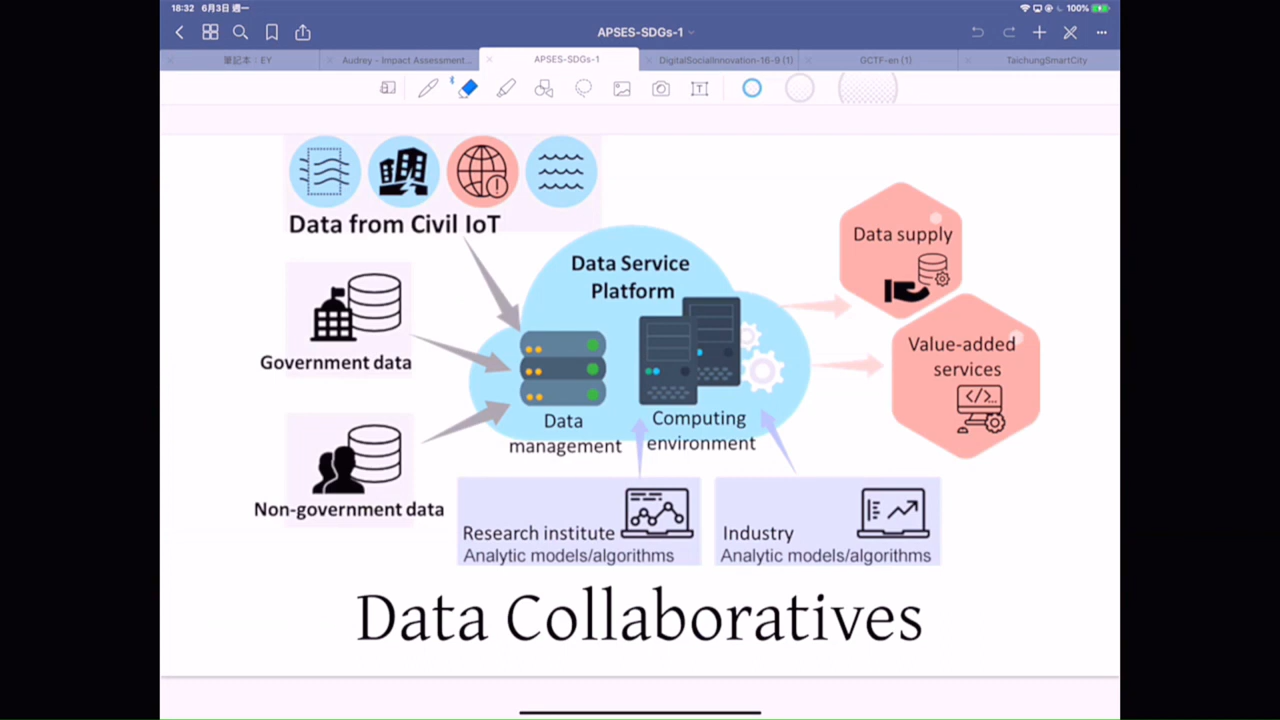 18:32 6月3日 週一
100%
APSES-SDGs-1
筆記本：EY
Audrey - Impact Assessment...
APSES-SDGs-1
DigitalSocialInnovation-16-9 (1)
GCTF-en (1)
TaichungSmartCity
Data from Civil IoT
Data Service
Platform
Data supply
Government data
Value-added
services
Data
management
Computing
environment
Non-government data
Research institute
Analytic models/algorithms
Industry
Analytic models/algorithms
Data Collaboratives